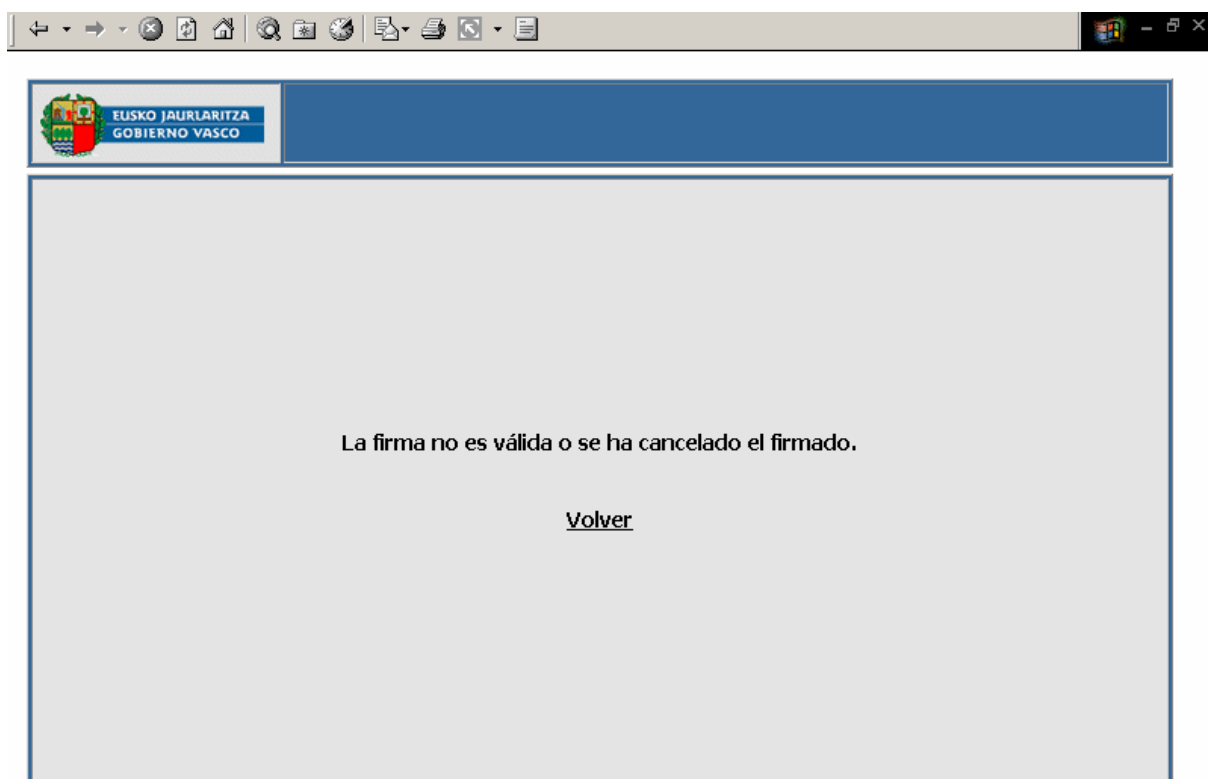 EUSKO JAURLARITZA
GOBIERNO VASCO
La firma no es válida o se ha cancelado el firmado.
Volver